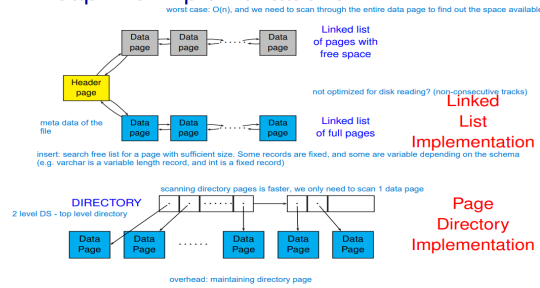 worst case: O(n), and we need to scan through the entire data page to find out the space available
Data page
Data page
Data page
Linked list of pages with free space
Header page
not optimized for disk reading? (non-consecutive tracks)
Linked List Implementation
meta data of the file
Data page
Data page
Data page
Linked list of full pages
insert: search free list for a page with sufficient size. Some records are fixed, and some are variable depending on the schema
(e.g. varchar is a variable length record, and int is a fixed record)
scanning directory pages is faster, we only need to scan 1 data page
DIRECTORY
2 level DS - top level directory
Page Directory Implementation
Data Page
Data Page
Data Page
Data Page
Data Page
overhead: maintaining directory page